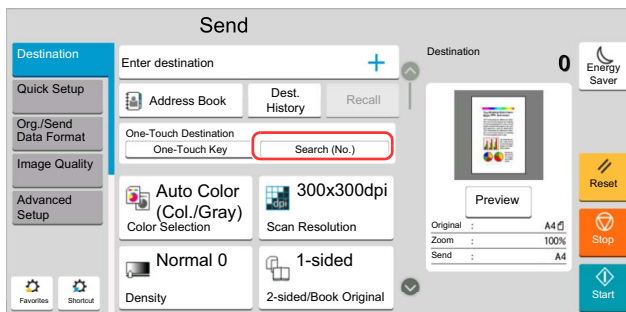 Send
Destination
Quick Setup
Org./Send
Data Format
Image Quality
Advanced
Setup
Favorites
Shortcut
Enter destination
Address Book
Dest.
History
Recall
One-Touch Destination
One-Touch Key
Search (No.)
Auto Color
(Col./Gray)
Color Selection
300x300dpi
dpi
Scan Resolution
Normal 0
Density
1-sided
2-sided/Book Original
Destination
0
Preview
Original : A4
Zoom : 100%
Send : A4
Energy
Saver
Reset
Stop
Start